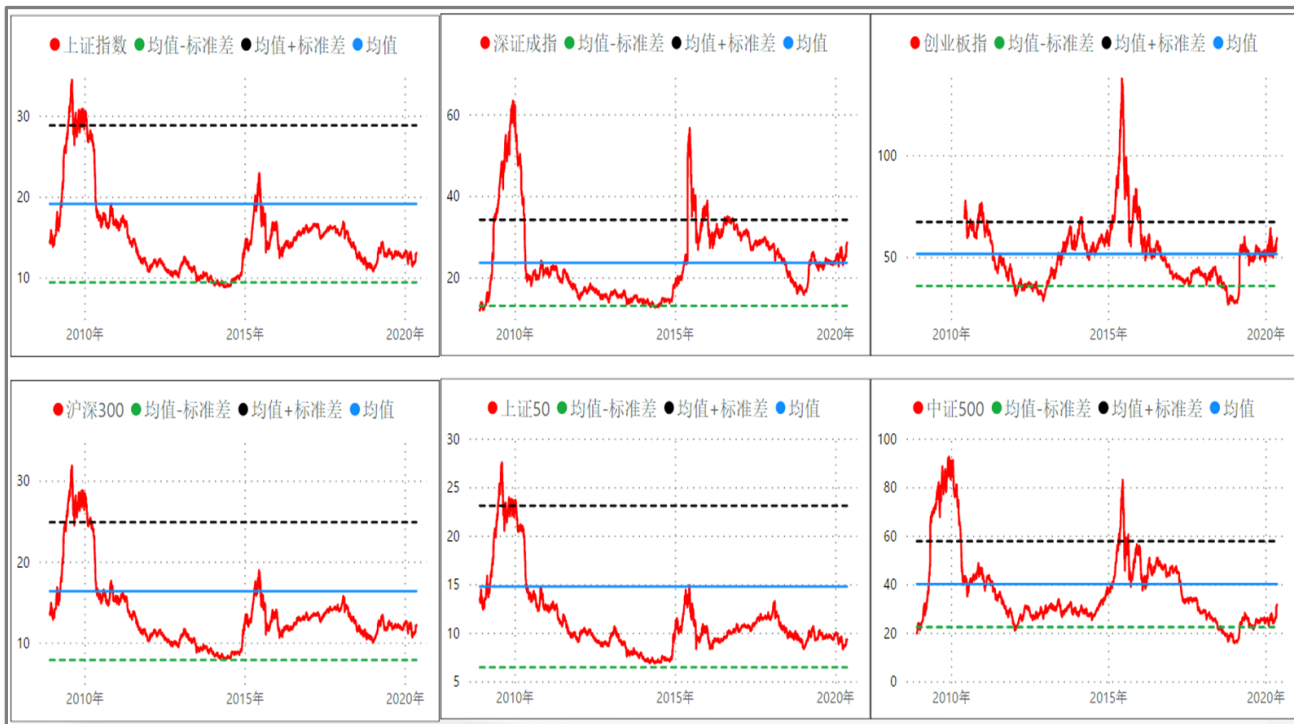 上证指数 均值-标准差 均值+标准差 均值
30
20
10
2010年 2015年 2020年
深证成指 均值-标准差 均值+标准差 均值
60
40
20
2010年 2015年 2020年
创业板指 均值-标准差 均值+标准差 均值
100
50
2010年 2015年 2020年
沪深300 均值-标准差 均值+标准差 均值
30
20
10
2010年 2015年 2020年
上证50 均值-标准差 均值+标准差 均值
30
25
20
15
10
5
2010年 2015年 2020年
中证500 均值-标准差 均值+标准差 均值
100
80
60
40
20
0
2010年 2015年 2020年